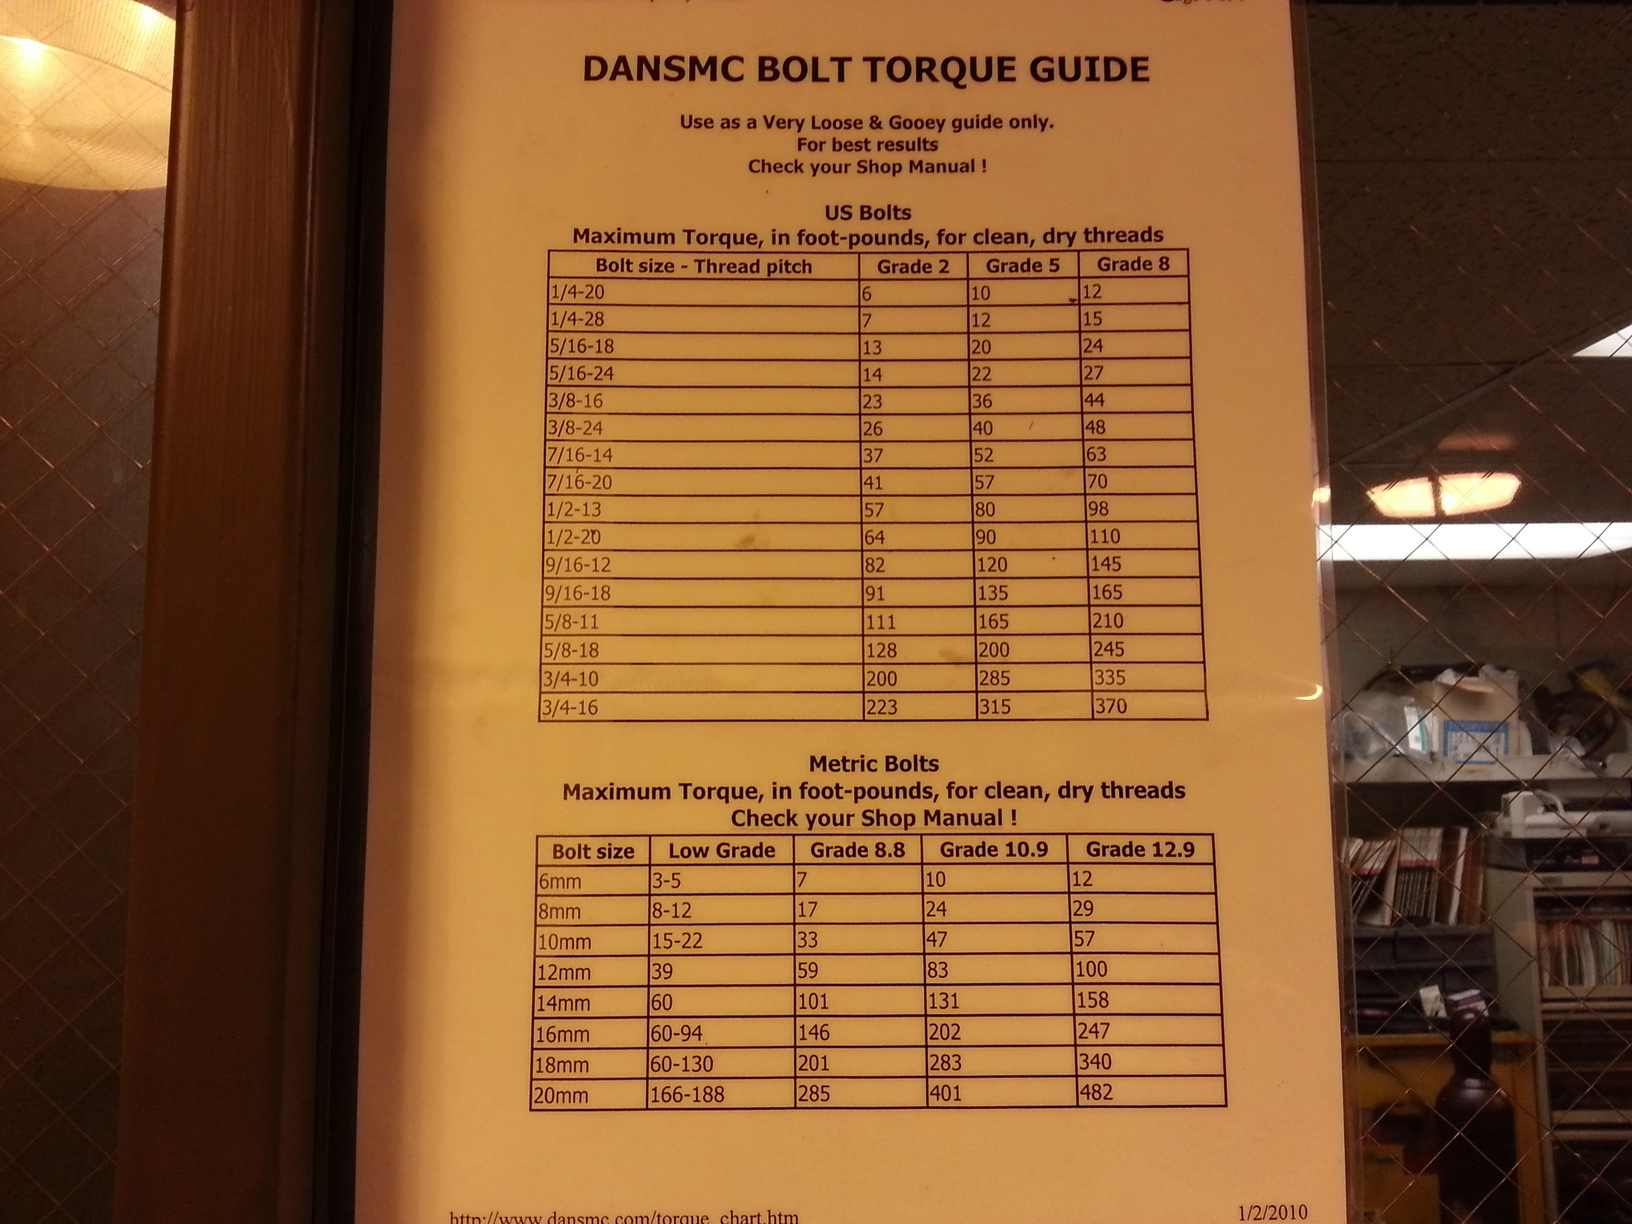 DANSMC BOLT TORQUE GUIDE
Use as a Very Loose & Gooey guide only.
For best results
Check your Shop Manual !
US Bolts
Maximum Torque, in foot-pounds, for clean, dry threads
Bolt size - Thread pitch Grade 2 Grade 5 Grade 8
1/4-20 6 10 12
1/4-28 7 12 15
5/16-18 13 20 24
5/16-24 14 22 27
3/8-16 23 36 44
3/8-24 26 40 48
7/16-14 37 52 63
7/16-20 41 57 70
1/2-13 57 80 98
1/2-20 64 90 110
9/16-12 82 120 145
9/16-18 91 135 165
5/8-11 111 165 210
5/8-18 128 200 245
3/4-10 200 285 335
3/4-16 223 315 370
Metric Bolts
Maximum Torque, in foot-pounds, for clean, dry threads
Check your Shop Manual !
Bolt size Low Grade Grade 8.8 Grade 10.9 Grade 12.9
6mm 3-5 7 10 12
8mm 8-12 17 24 29
10mm 15-22 33 47 57
12mm 39 59 83 100
14mm 60 101 131 158
16mm 60-94 146 202 247
18mm 60-130 201 283 340
20mm 166-188 285 401 482
http://www.dansmc.com/torque_chart.htm 1/2/2010